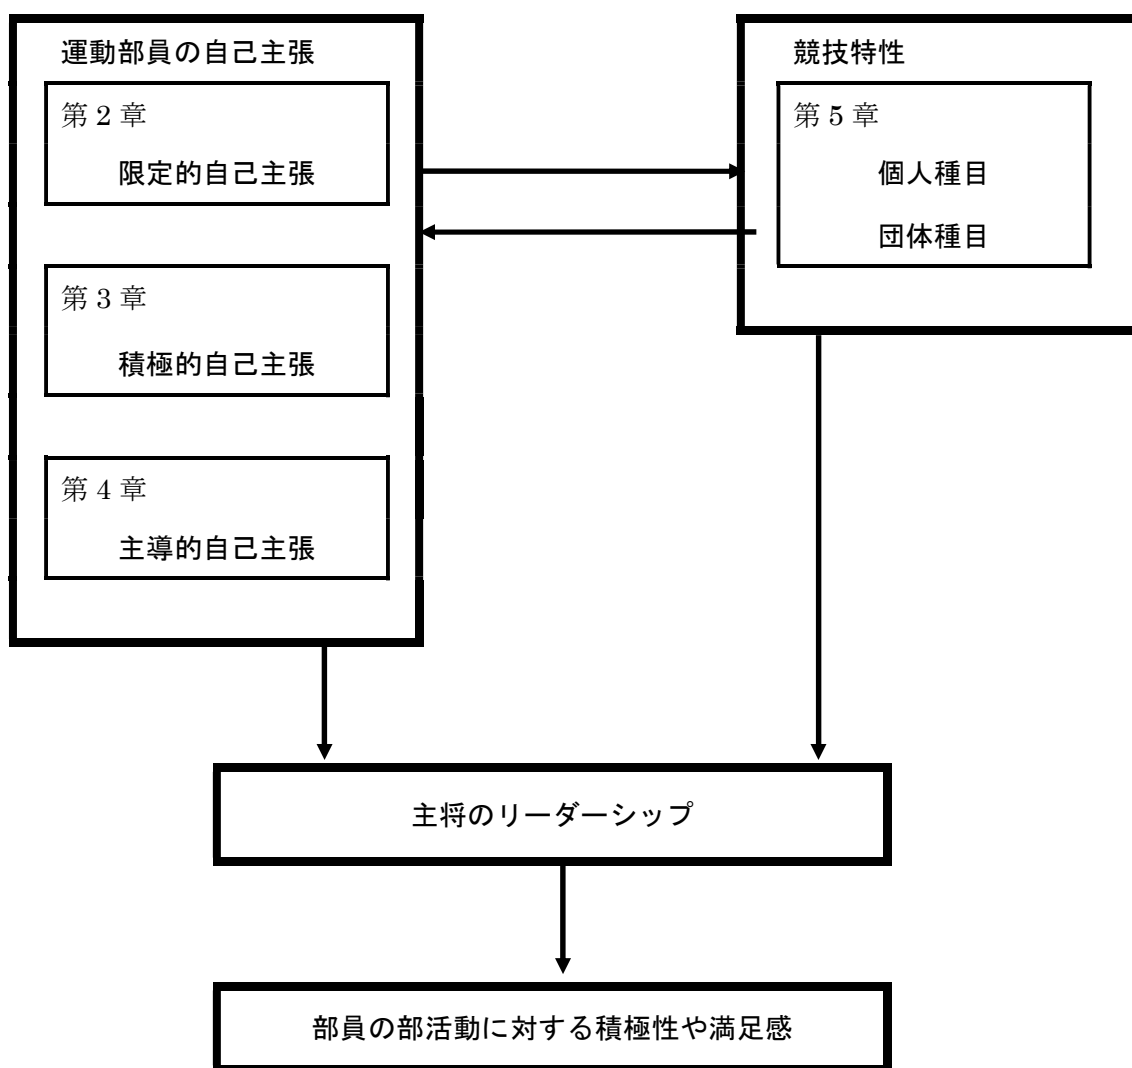 運動部員の自己主張
第 2 章
限定的自己主張
第 3 章
積極的自己主張
第 4 章
主導的自己主張
競技特性
第 5 章
個人種目
団体種目
主将のリーダーシップ
部員の部活動に対する積極性や満足感